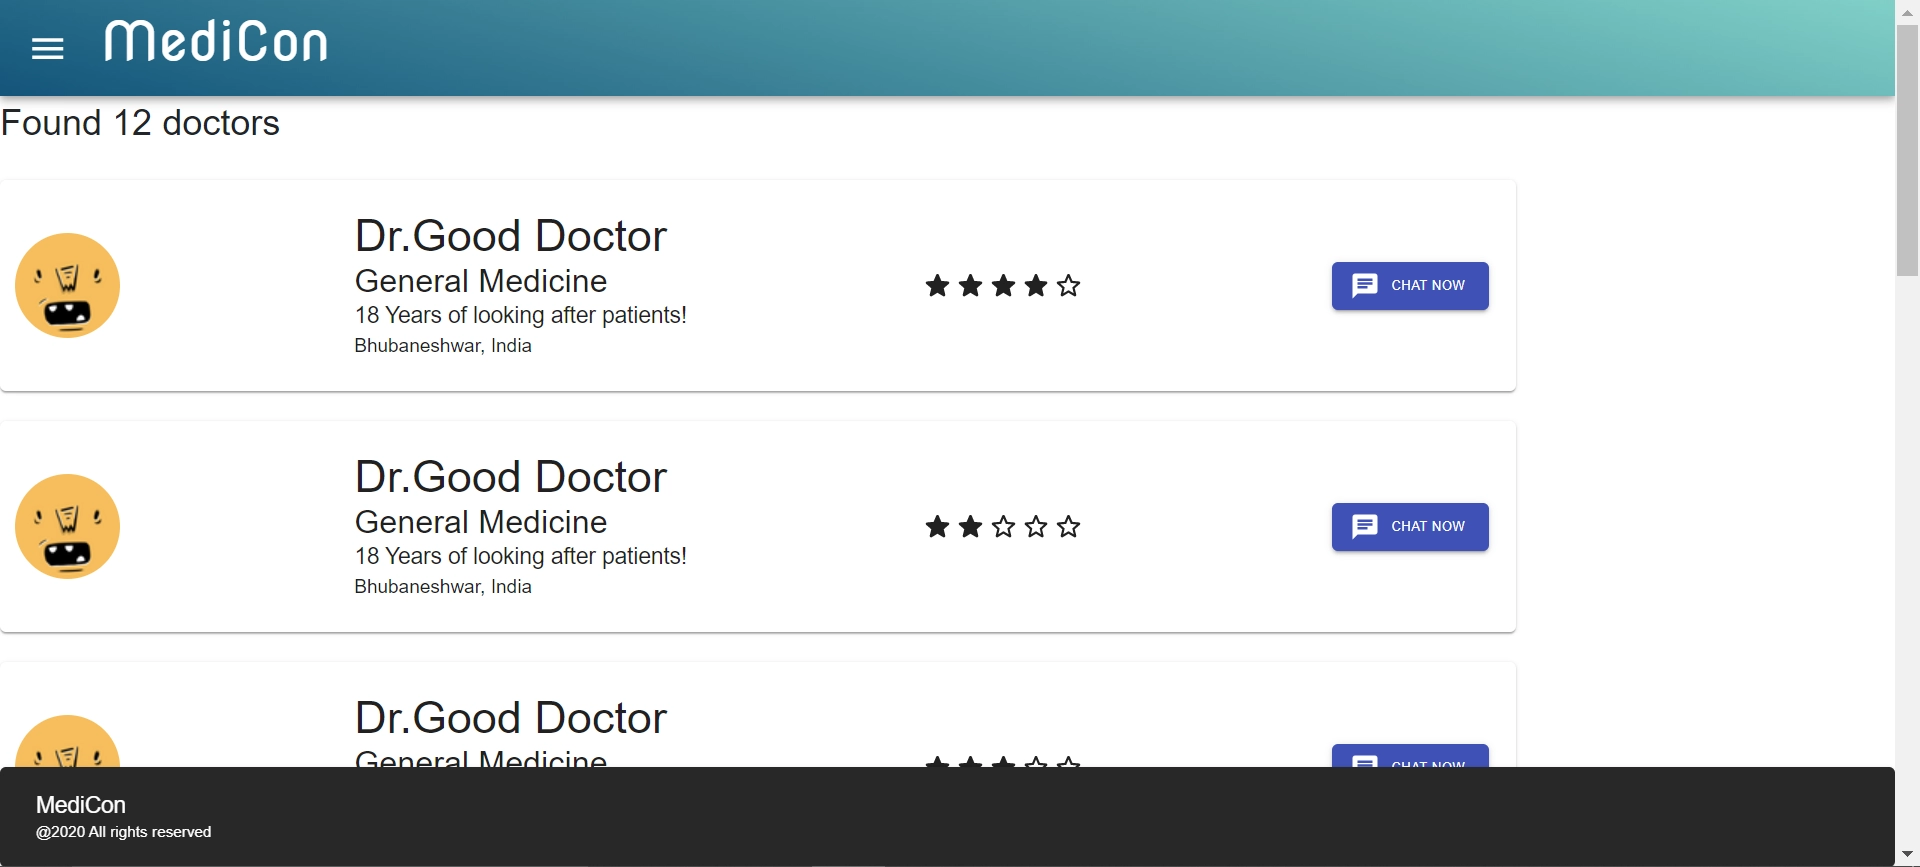 MediCon
Found 12 doctors
Dr.Good Doctor
General Medicine
18 Years of looking after patients!
Bhubaneshwar, India
CHAT NOW
Dr.Good Doctor
General Medicine
18 Years of looking after patients!
Bhubaneshwar, India
CHAT NOW
Dr.Good Doctor
General Medicine
CHAT NOW
MediCon
@2020 All rights reserved